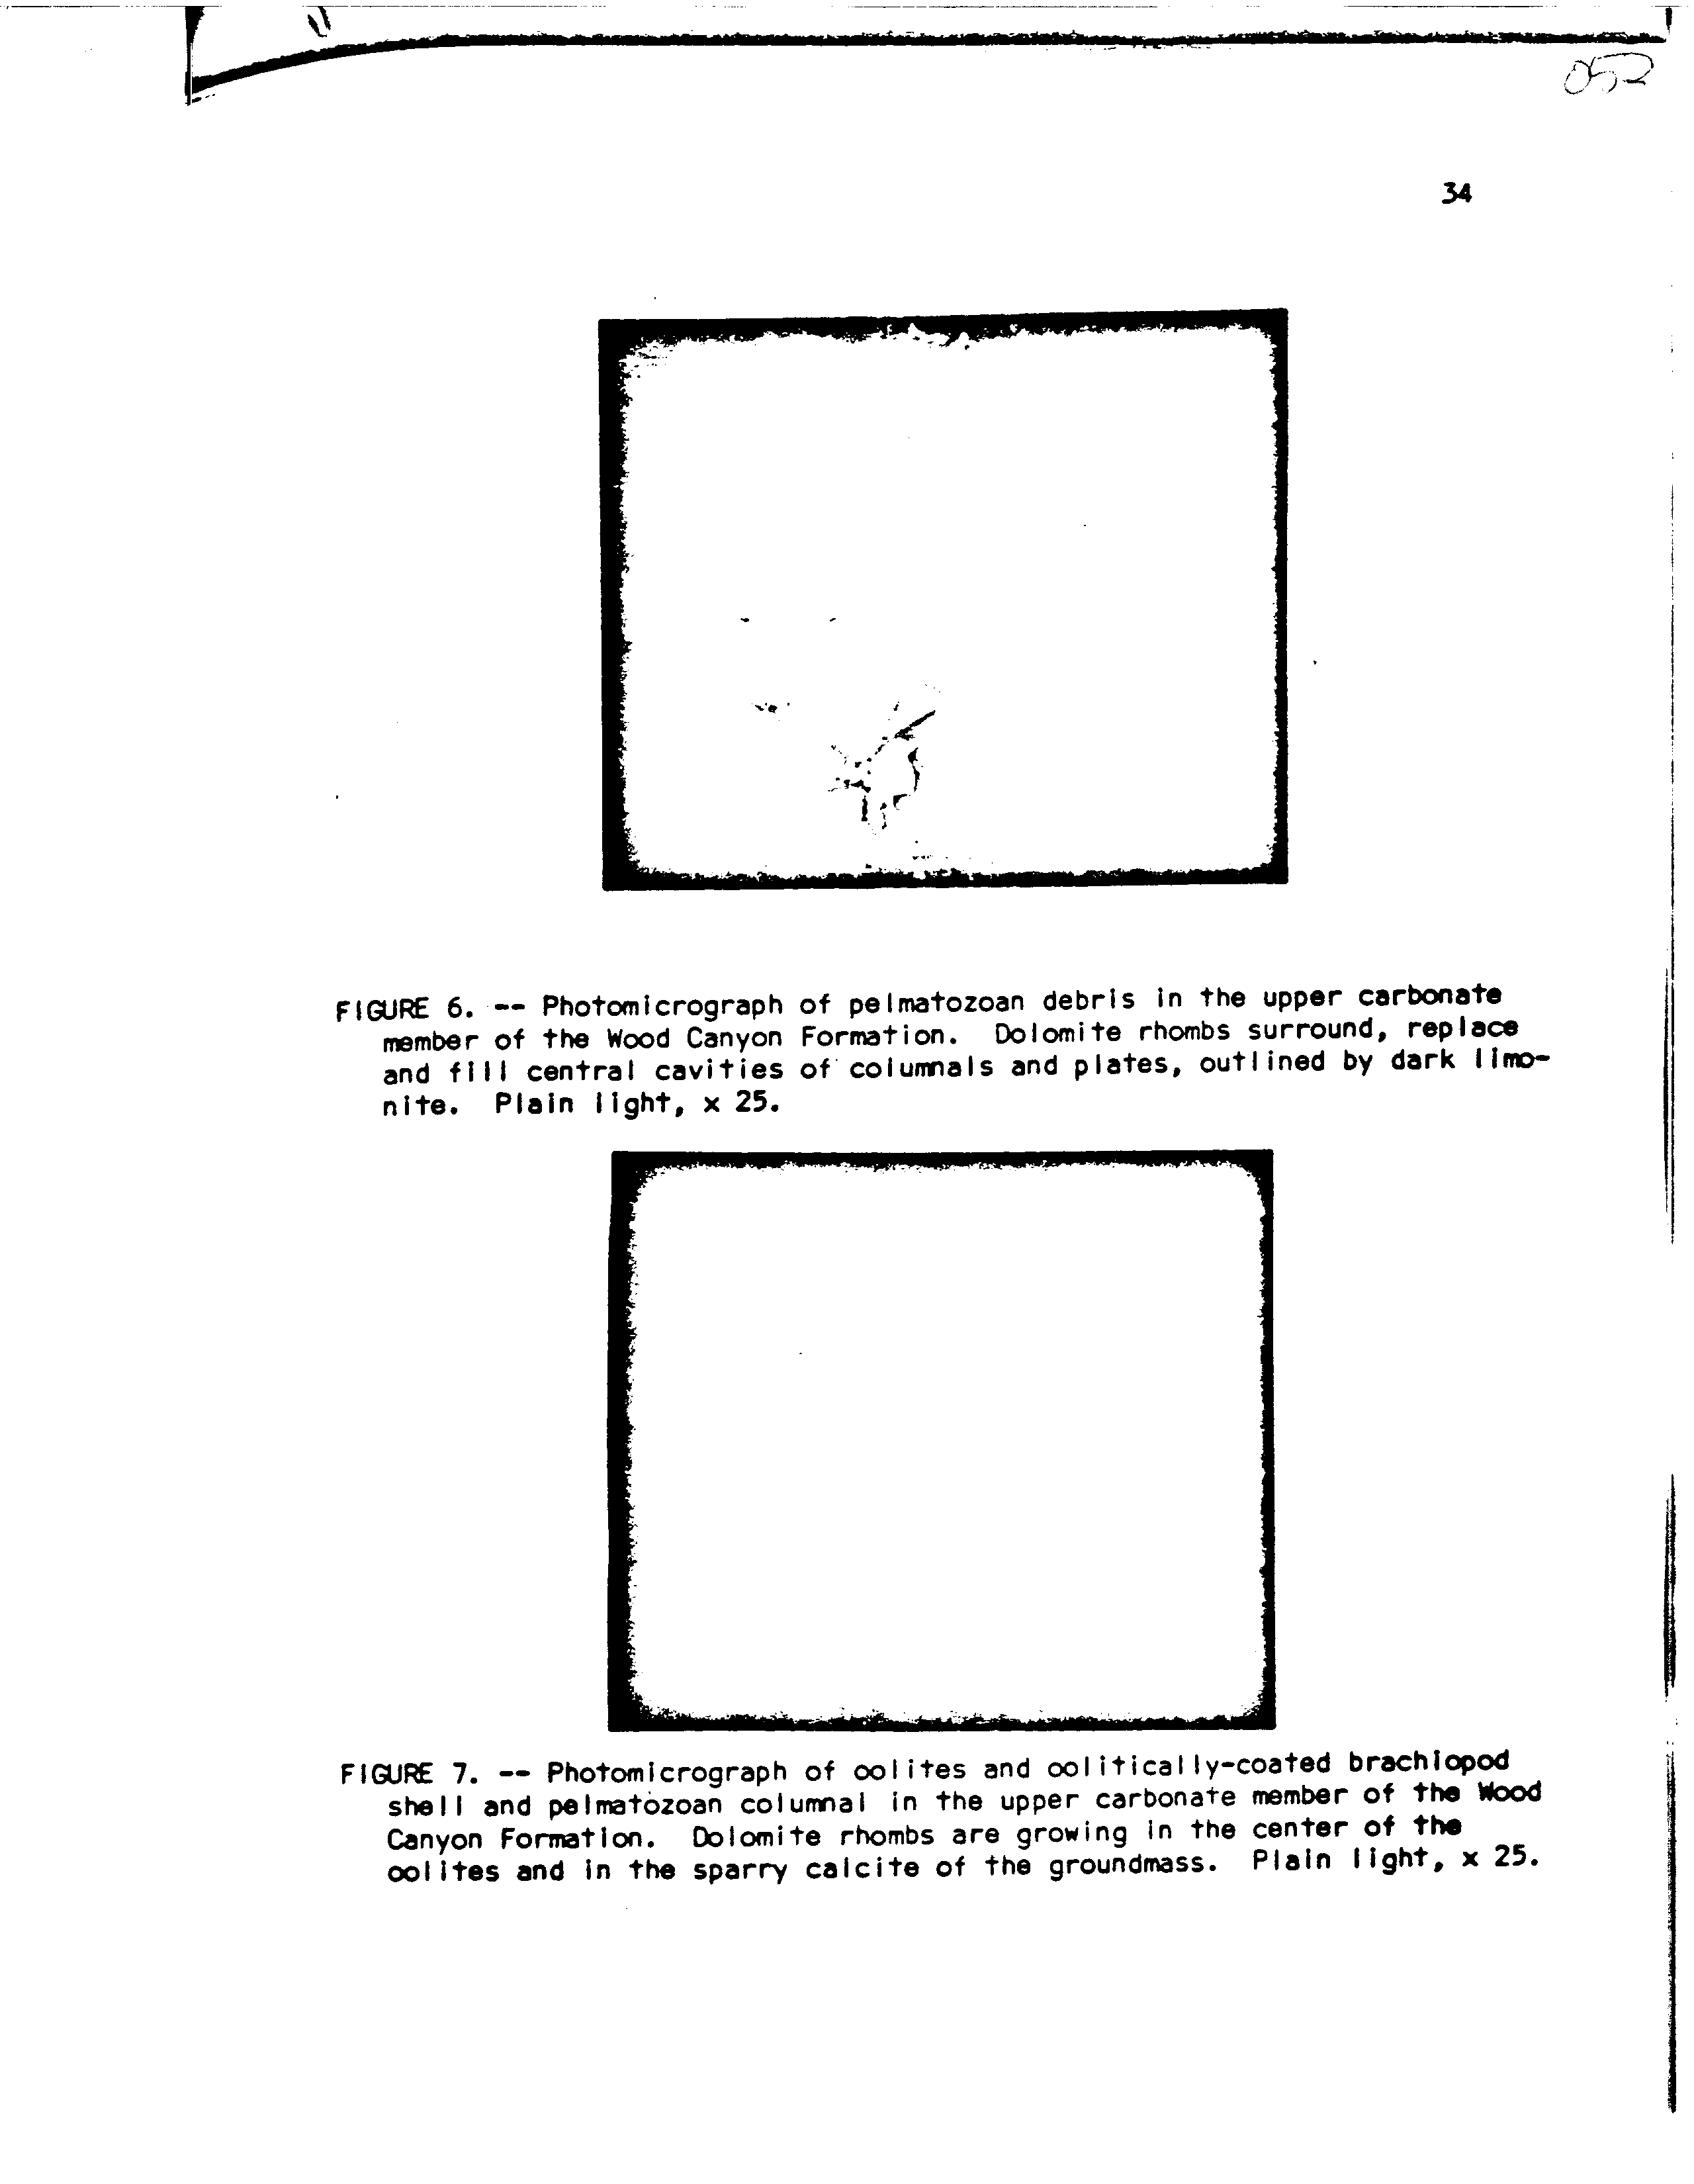 052
34
FIGURE 6. -- Photomicrograph of pelmatozoan debris in the upper carbonate
member of the Wood Canyon Formation. Dolomite rhombs surround, replace
and fill central cavities of columnals and plates, outlined by dark limo-
nite. Plain light, x 25.
FIGURE 7. -- Photomicrograph of oolites and oolitically-coated brachiopod
shell and pelmatozoan columnal in the upper carbonate member of the Wood
Canyon Formation. Dolomite rhombs are growing in the center of the
oolites and in the sparry calcite of the groundmass. Plain light, x 25.